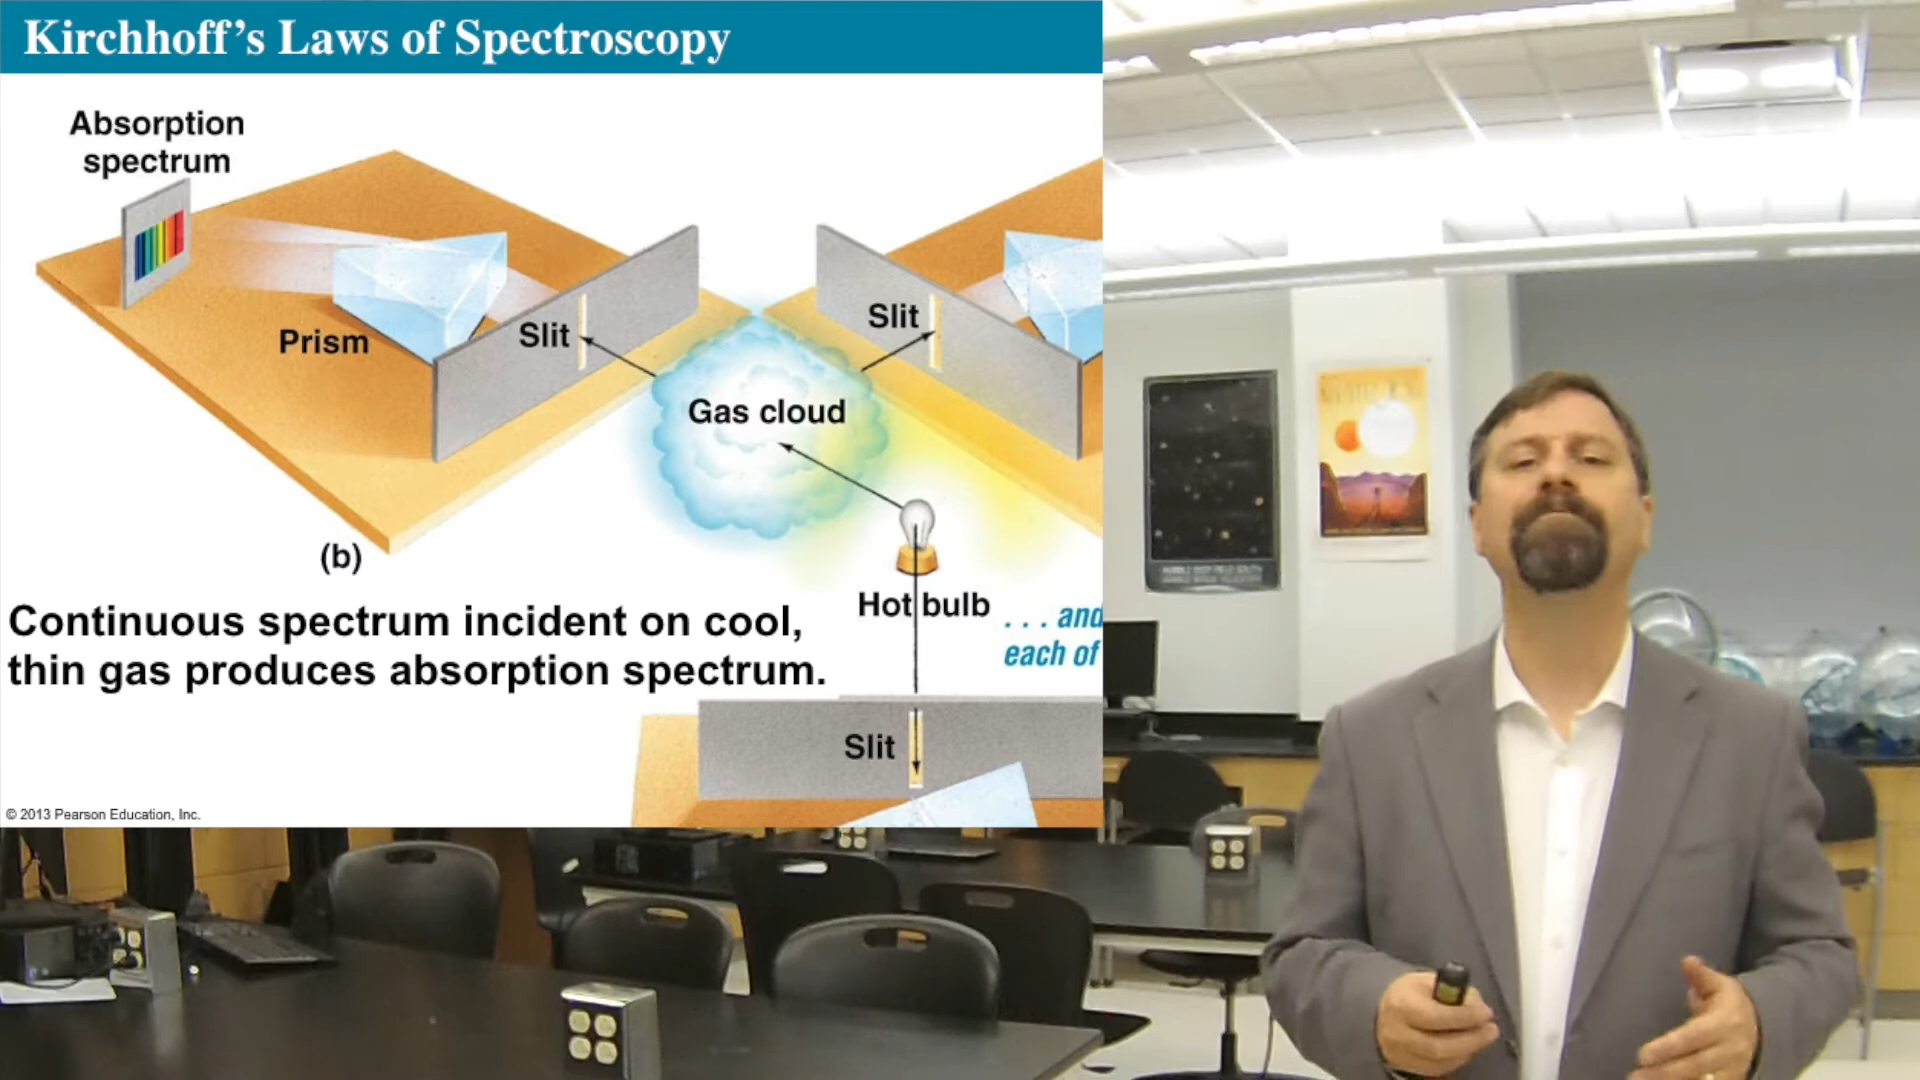 Kirchhoff's Laws of Spectroscopy
Absorption
spectrum
Prism
Slit
Slit
Gas cloud
(b)
Hot bulb
Continuous spectrum incident on cool,
thin gas produces absorption spectrum.
. . . and
each of
Slit
© 2013 Pearson Education, Inc.